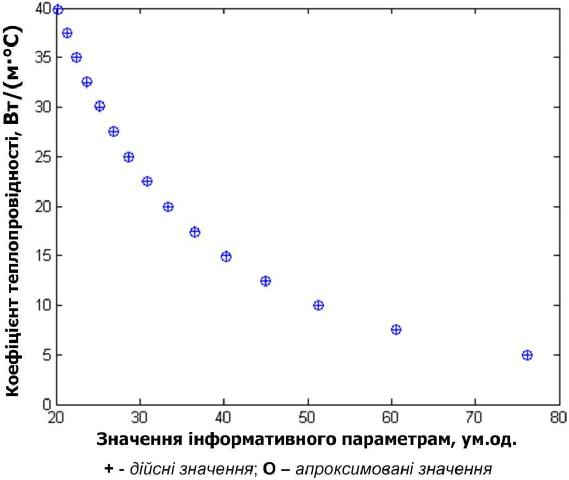 Коефіцієнт теплопровідності, Вт/(м·°С)
40
35
30
25
20
15
10
5
0
20 30 40 50 60 70 80
Значення інформативного параметрам, ум.од.
+ - дійсні значення; О – апроксимовані значення